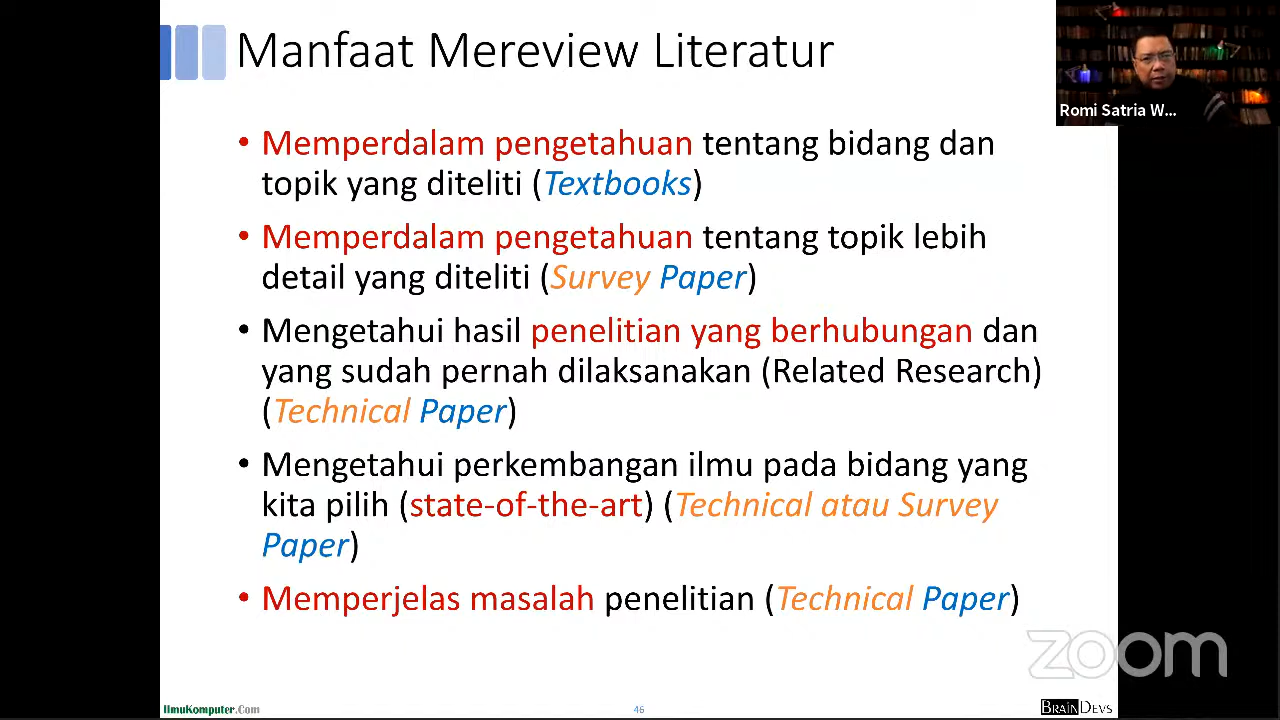 Manfaat Mereview Literatur
Romi Satria W...
• Memperdalam pengetahuan tentang bidang dan
topik yang diteliti (Textbooks)
• Memperdalam pengetahuan tentang topik lebih
detail yang diteliti (Survey Paper)
• Mengetahui hasil penelitian yang berhubungan dan
yang sudah pernah dilaksanakan (Related Research)
(Technical Paper)
• Mengetahui perkembangan ilmu pada bidang yang
kita pilih (state-of-the-art) (Technical atau Survey
Paper)
• Memperjelas masalah penelitian (Technical Paper)
zoom
IlmuKomputer.Com
46
BRAINDEVS